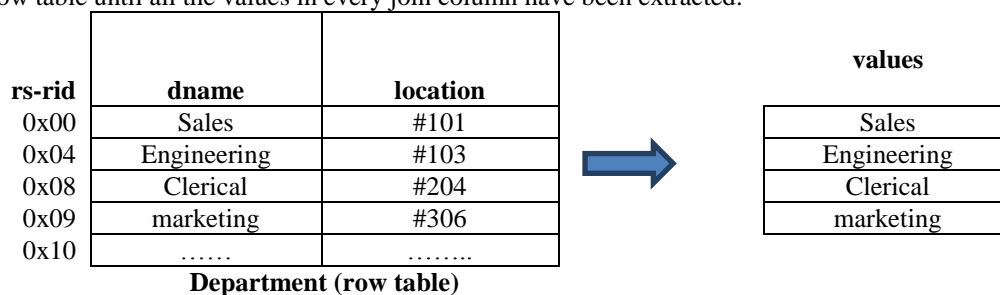 row table until all the values in every join column have been extracted.
values
rs-rid dname location
0x00 Sales #101 Sales
0x04 Engineering #103 Engineering
0x08 Clerical #204 Clerical
0x09 marketing #306 marketing
0x10 …… ……..
Department (row table)